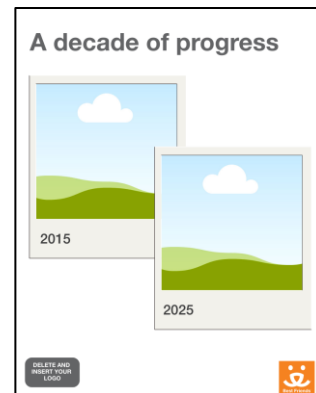 A decade of progress
2015
2025
DELETE AND
INSERT YOUR
LOGO
Best Friends